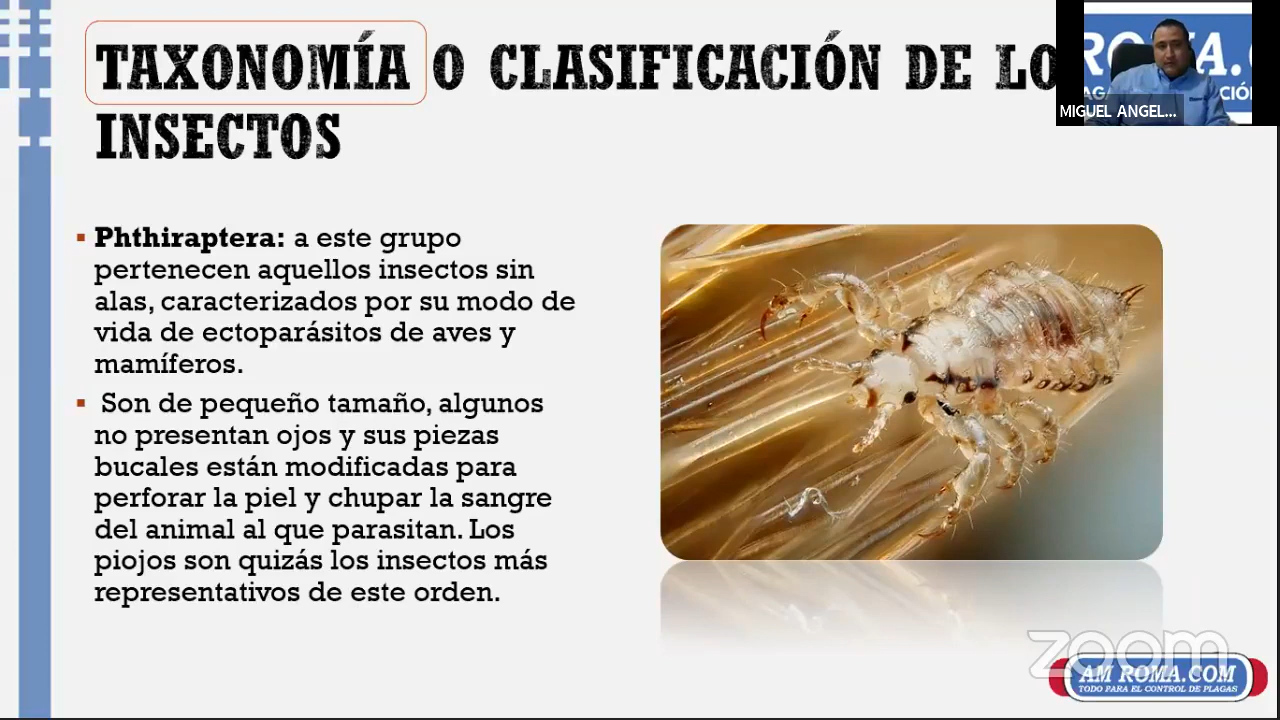 TAXONOMÍA O CLASIFICACIÓN DE LO
INSECTOS
MIGUEL ANGEL...
▪ Phthiraptera: a este grupo
pertenecen aquellos insectos sin
alas, caracterizados por su modo de
vida de ectoparásitos de aves y
mamíferos.
▪ Son de pequeño tamaño, algunos
no presentan ojos y sus piezas
bucales están modificadas para
perforar la piel y chupar la sangre
del animal al que parasitan. Los
piojos son quizás los insectos más
representativos de este orden.
zoom
AM ROMA.COM
TODO PARA EL CONTROL DE PLAGAS